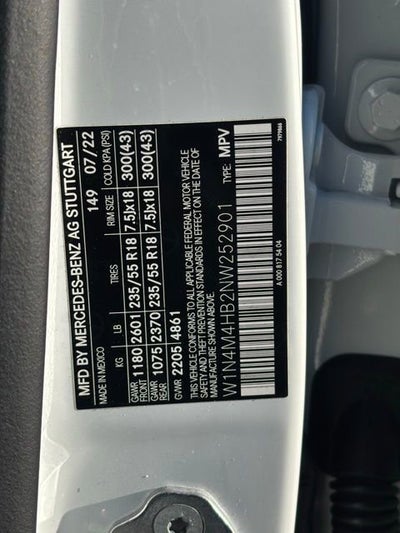 MFD BY MERCEDES-BENZ AG STUTTGART
MADE IN MEXICO 149 07/22
KG LB TIRES RIM SIZE COLD KPA(PSI)
GAWR FRONT 1180 2601 235/55 R18 7.5Jx18 300(43)
GAWR REAR 1075 2370 235/55 R18 7.5Jx18 300(43)
GVWR 2205 4861
THIS VEHICLE CONFORMS TO ALL APPLICABLE FEDERAL MOTOR VEHICLE
SAFETY AND THEFT PREVENTION STANDARDS IN EFFECT ON THE DATE OF
MANUFACTURE SHOWN ABOVE.
W1N4M4HB2NW252901 TYPE: MPV
A 000 817 54 04